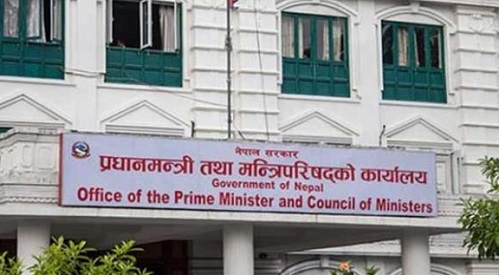 नेपाल सरकार
प्रधानमन्त्री तथा मन्त्रिपरिषद्को कार्यालय
Government of Nepal
Office of the Prime Minister and Council of Ministers